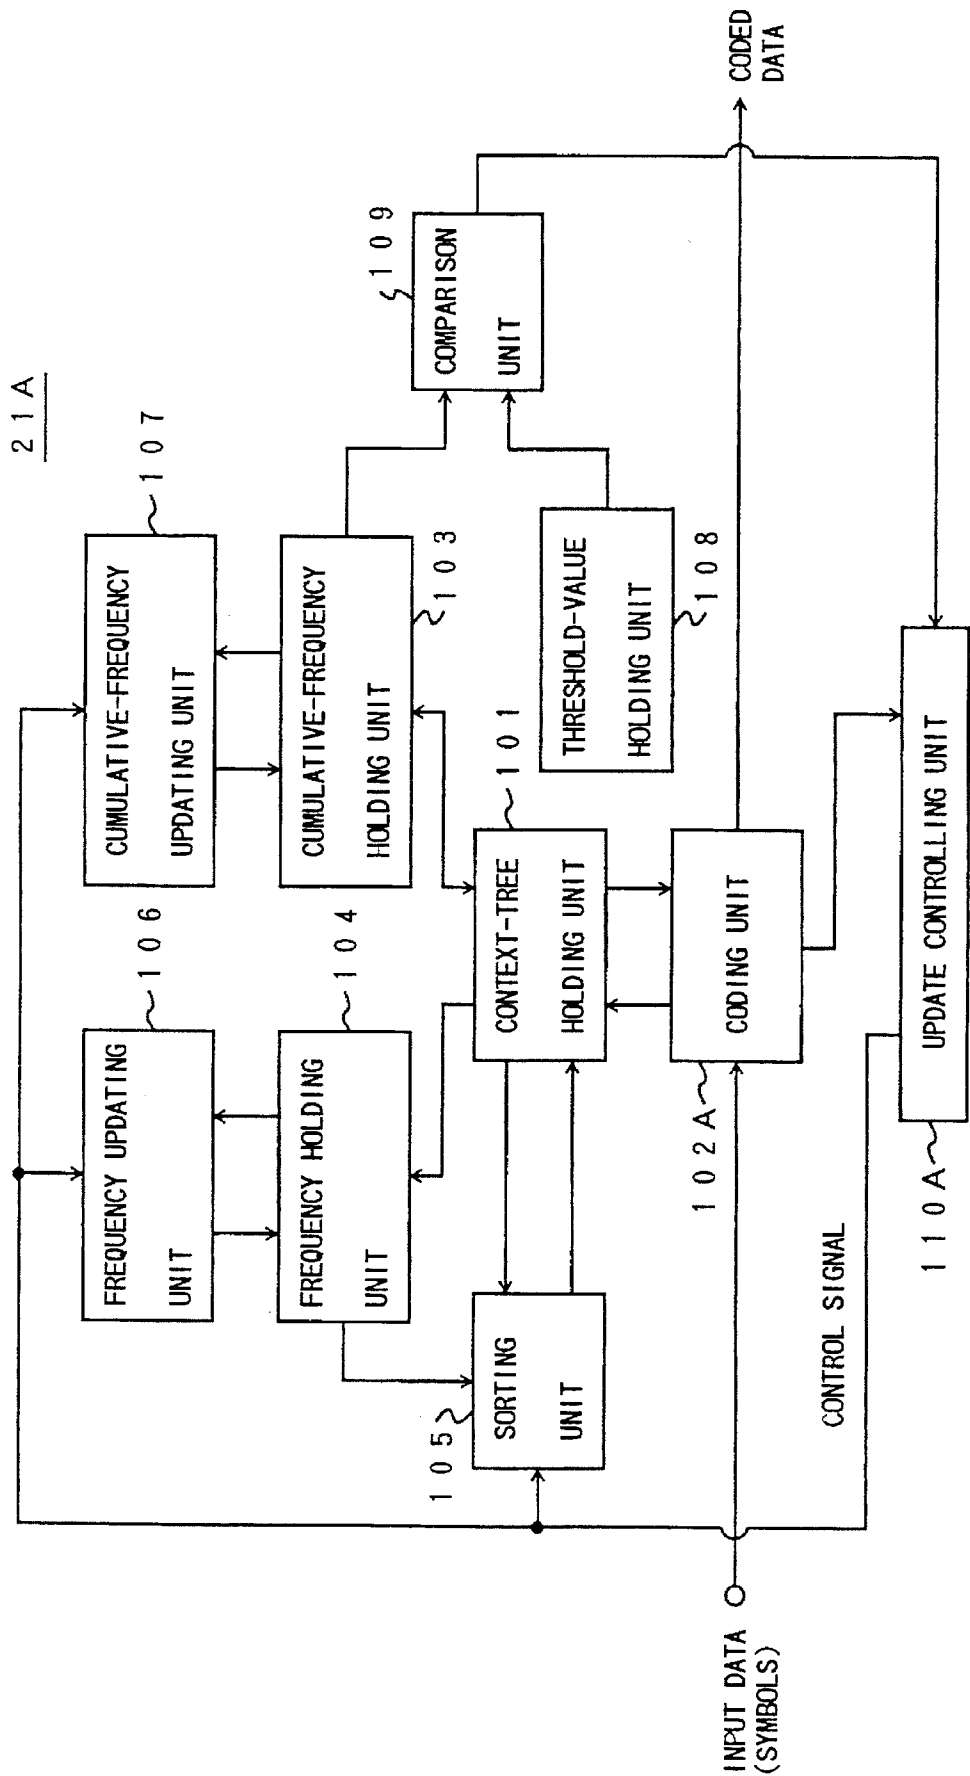 21A
FREQUENCY UPDATING
UNIT
106
CUMULATIVE-FREQUENCY
UPDATING UNIT
107
FREQUENCY HOLDING
UNIT
104
CUMULATIVE-FREQUENCY
HOLDING UNIT
103
COMPARISON
UNIT
109
105
SORTING
UNIT
CONTEXT-TREE
HOLDING UNIT
101
THRESHOLD-VALUE
HOLDING UNIT
108
INPUT DATA
(SYMBOLS)
102A
CODING UNIT
CODED
DATA
CONTROL SIGNAL
110A
UPDATE CONTROLLING UNIT